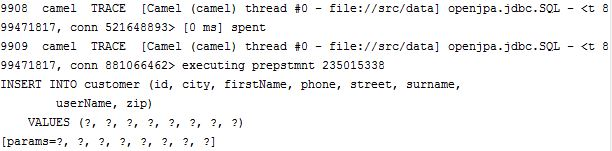 9908  camel  TRACE  [Camel (camel) thread #0 - file://src/data] openjpa.jdbc.SQL - <t 8
99471817, conn 521648893> [0 ms] spent
9909  camel  TRACE  [Camel (camel) thread #0 - file://src/data] openjpa.jdbc.SQL - <t 8
99471817, conn 881066462> executing prepstmnt 235015338
INSERT INTO customer (id, city, firstName, phone, street, surname,
        userName, zip)
    VALUES (?, ?, ?, ?, ?, ?, ?, ?)
[params=?, ?, ?, ?, ?, ?, ?, ?]